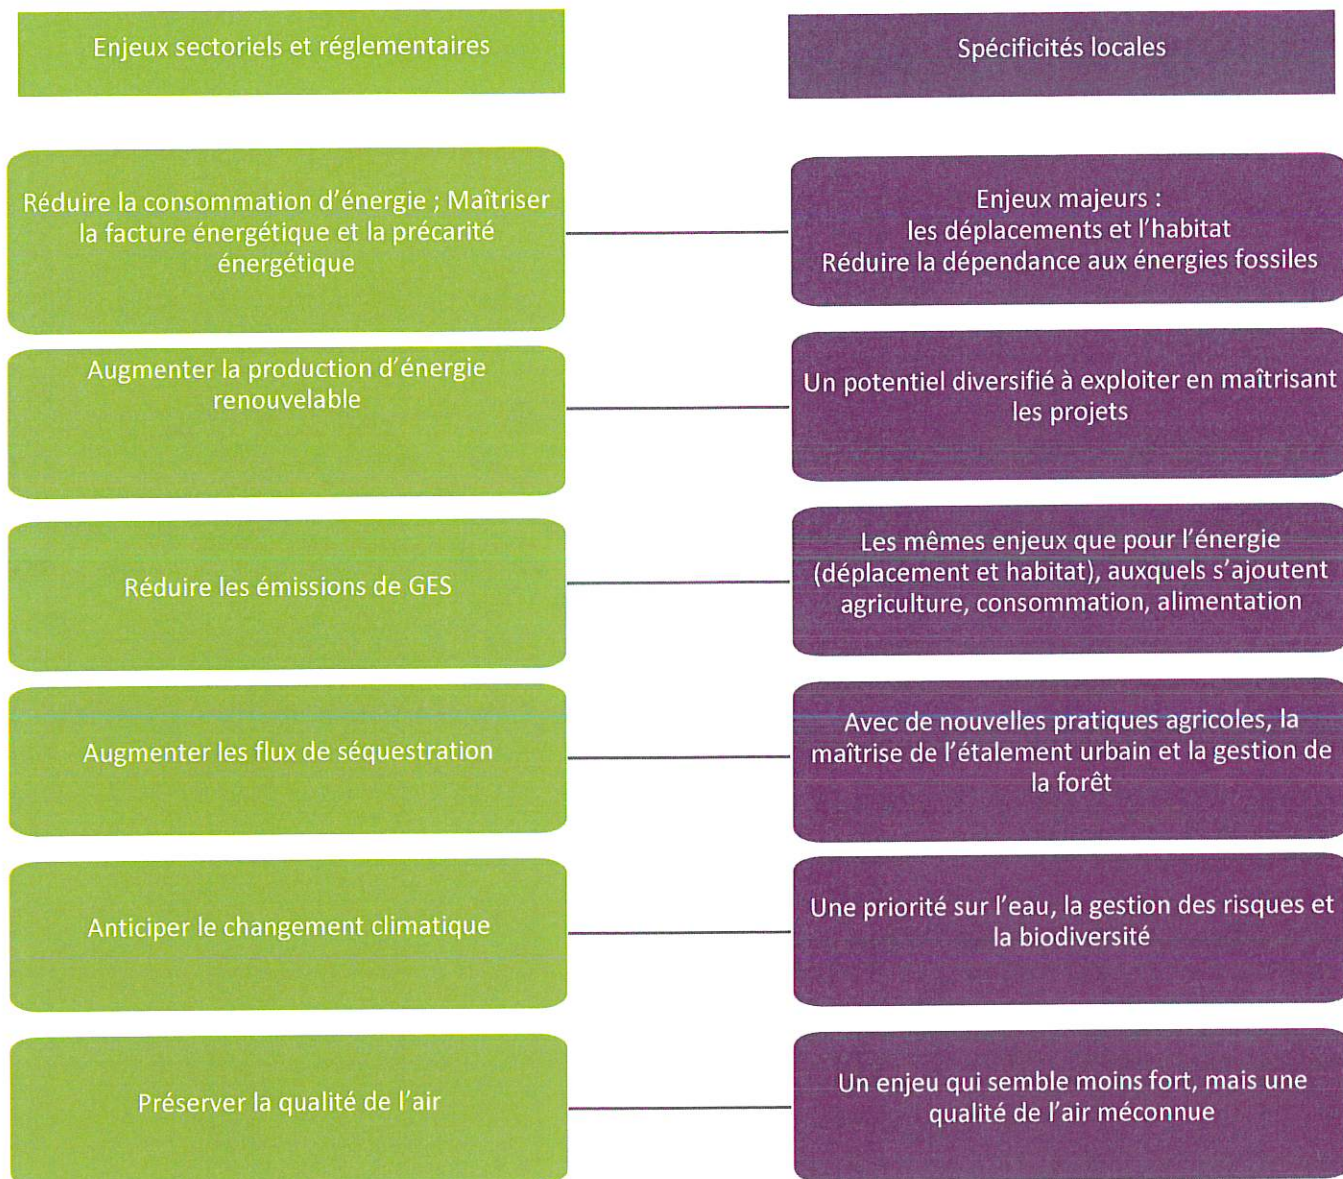 Enjeux sectoriels et réglementaires
Spécificités locales
Réduire la consommation d’énergie ; Maîtriser
la facture énergétique et la précarité
énergétique
Enjeux majeurs :
les déplacements et l’habitat
Réduire la dépendance aux énergies fossiles
Augmenter la production d’énergie
renouvelable
Un potentiel diversifié à exploiter en maîtrisant
les projets
Réduire les émissions de GES
Les mêmes enjeux que pour l’énergie
(déplacement et habitat), auxquels s’ajoutent
agriculture, consommation, alimentation
Augmenter les flux de séquestration
Avec de nouvelles pratiques agricoles, la
maîtrise de l’étalement urbain et la gestion de
la forêt
Anticiper le changement climatique
Une priorité sur l’eau, la gestion des risques et
la biodiversité
Préserver la qualité de l’air
Un enjeu qui semble moins fort, mais une
qualité de l’air méconnue